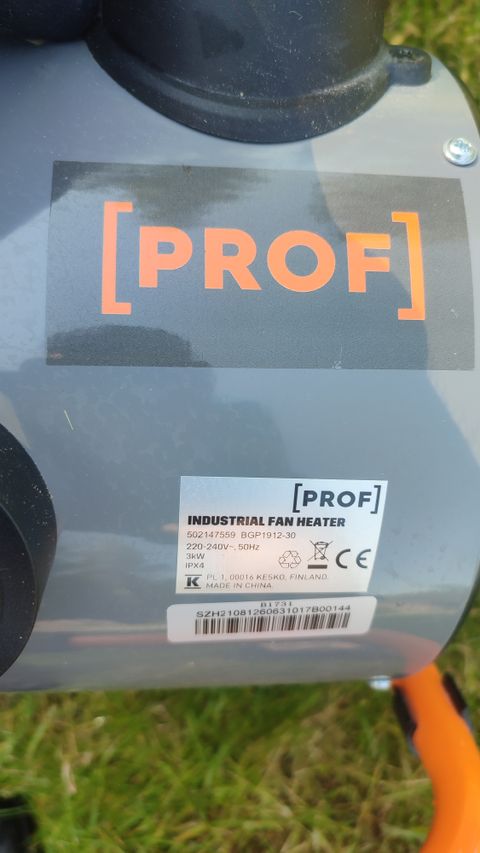 [PROF]
[PROF]
INDUSTRIAL FAN HEATER
502147559 BGP1912-30
220-240V~, 50Hz
3kW
IPX4
CE
K PL 1, 00016 KESKO, FINLAND.
MADE IN CHINA.
B1731
SZH21081260631017B00144